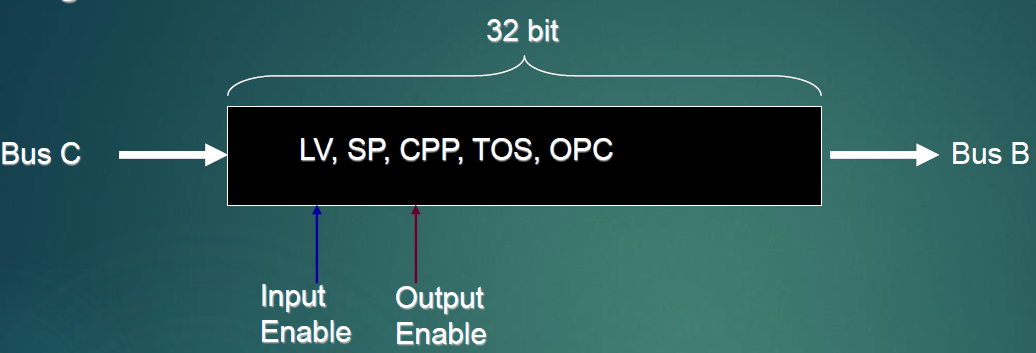 32 bit
Bus C
LV, SP, CPP, TOS, OPC
Bus B
Input
Enable
Output
Enable